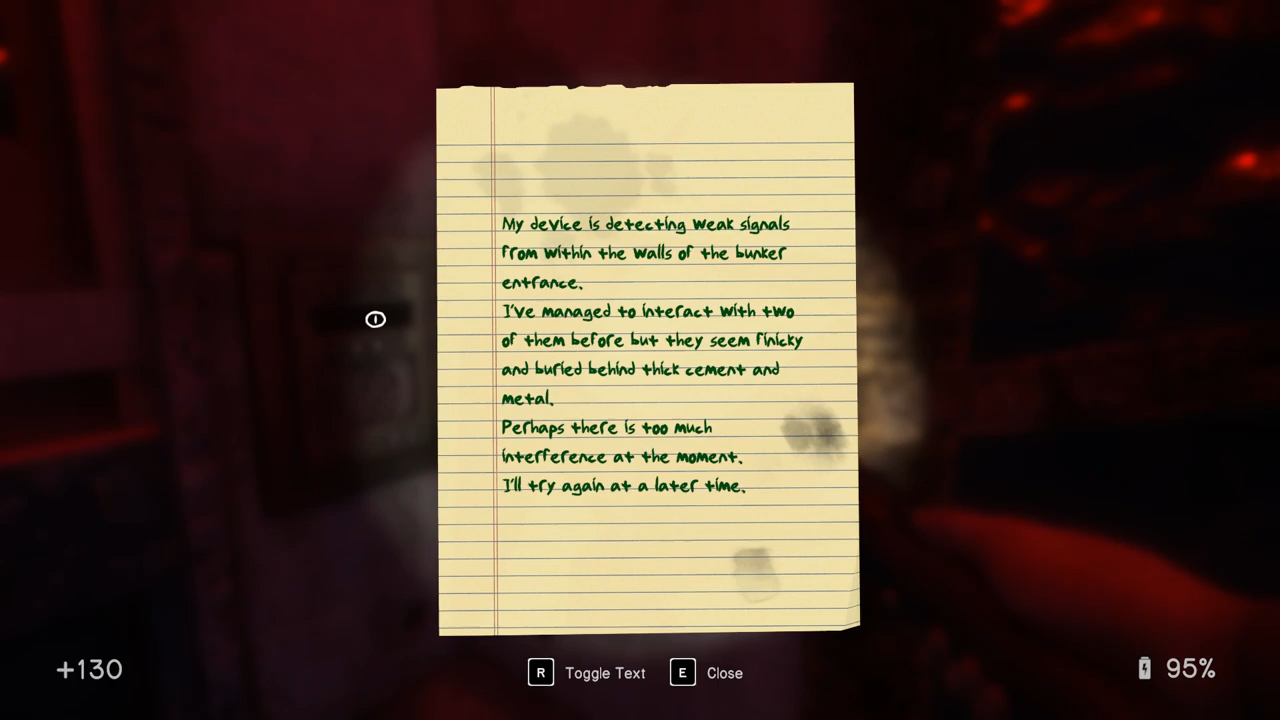 My device is detecting weak signals
from within the walls of the bunker
entrance.
I've managed to interact with two
of them before but they seem finicky
and buried behind thick cement and
metal.
Perhaps there is too much
interference at the moment.
I'll try again at a later time.
+130
R Toggle Text E Close
95%